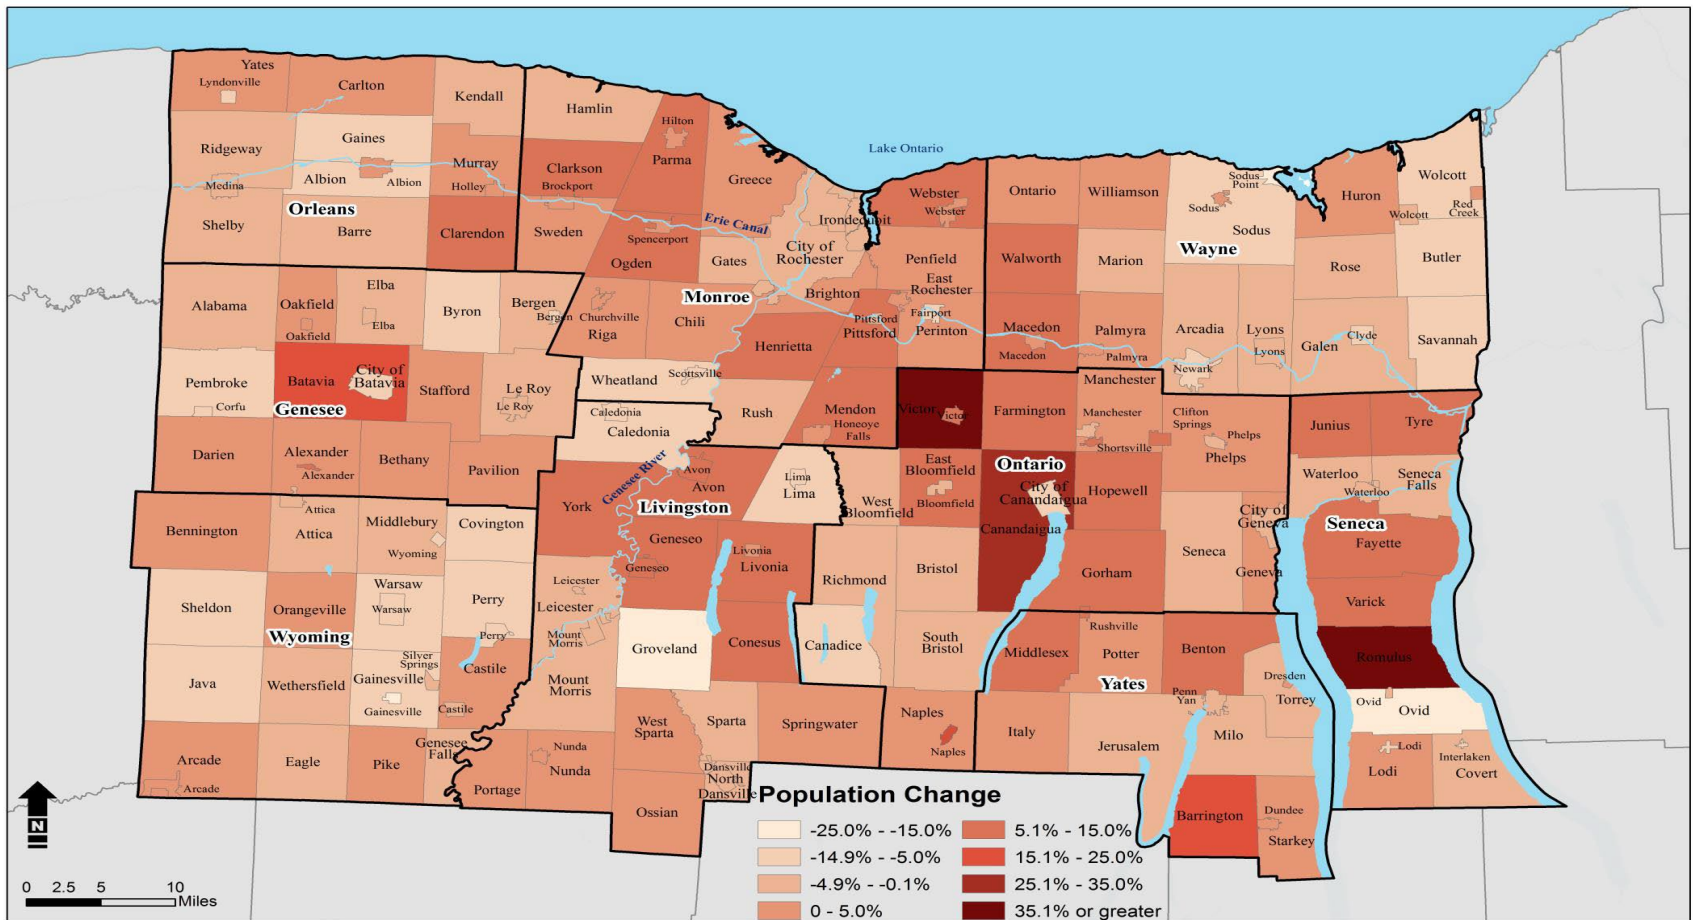 Yates
Lyndonville
Carlton
Kendall
Hamlin
Hilton
Parma
Lake Ontario
Ridgeway
Gaines
Murray
Holley
Clarkson
Brockport
Greece
Webster
Webster
Ontario
Williamson
Sodus
Point
Sodus
Sodus
Huron
Wolcott
Wolcott
Red
Creek
Medina
Albion
Albion
Orleans
Shelby
Barre
Clarendon
Sweden
Spencerport
Ogden
Erie Canal
Gates
City of
Rochester
Irondequoit
Penfield
East
Rochester
Walworth
Marion
Wayne
Rose
Butler
Alabama
Oakfield
Oakfield
Elba
Elba
Byron
Bergen
Bergen
Churchville
Riga
Monroe
Chili
Brighton
Pittsford
Pittsford
Fairport
Perinton
Macedon
Macedon
Palmyra
Palmyra
Arcadia
Newark
Lyons
Lyons
Galen
Clyde
Savannah
Henrietta
Pembroke
Corfu
Batavia
City of
Batavia
Genesee
Stafford
Le Roy
Le Roy
Wheatland
Scottsville
Rush
Mendon
Honeoye
Falls
Victor
Victor
Farmington
Manchester
Manchester
Shortsville
Clifton
Springs
Phelps
Phelps
Junius
Tyre
Caledonia
Caledonia
Darien
Alexander
Alexander
Bethany
Pavilion
York
Genesee River
Avon
Avon
Livingston
Lima
Lima
West
Bloomfield
East
Bloomfield
Bloomfield
Ontario
City of
Canandaigua
Canandaigua
Hopewell
Seneca
City of
Geneva
Geneva
Waterloo
Waterloo
Seneca
Falls
Seneca
Fayette
Bennington
Attica
Attica
Middlebury
Wyoming
Covington
Geneseo
Geneseo
Livonia
Livonia
Richmond
Bristol
Gorham
Varick
Sheldon
Orangeville
Wyoming
Warsaw
Warsaw
Perry
Perry
Leicester
Leicester
Mount
Morris
Groveland
Conesus
Canadice
South
Bristol
Middlesex
Rushville
Potter
Yates
Benton
Romulus
Java
Wethersfield
Silver
Springs
Gainesville
Gainesville
Castile
Castile
Mount
Morris
West
Sparta
Sparta
Springwater
Naples
Naples
Italy
Jerusalem
Penn
Yan
Milo
Dresden
Torrey
Ovid
Ovid
Arcade
Arcade
Eagle
Pike
Genesee
Falls
Portage
Nunda
Nunda
Dansville
North
Dansville
Ossian
Barrington
Dundee
Starkey
Lodi
Lodi
Interlaken
Covert
Population Change
-25.0% - -15.0%
-14.9% - -5.0%
-4.9% - -0.1%
0 - 5.0%
5.1% - 15.0%
15.1% - 25.0%
25.1% - 35.0%
35.1% or greater
N
0 2.5 5 10
Miles